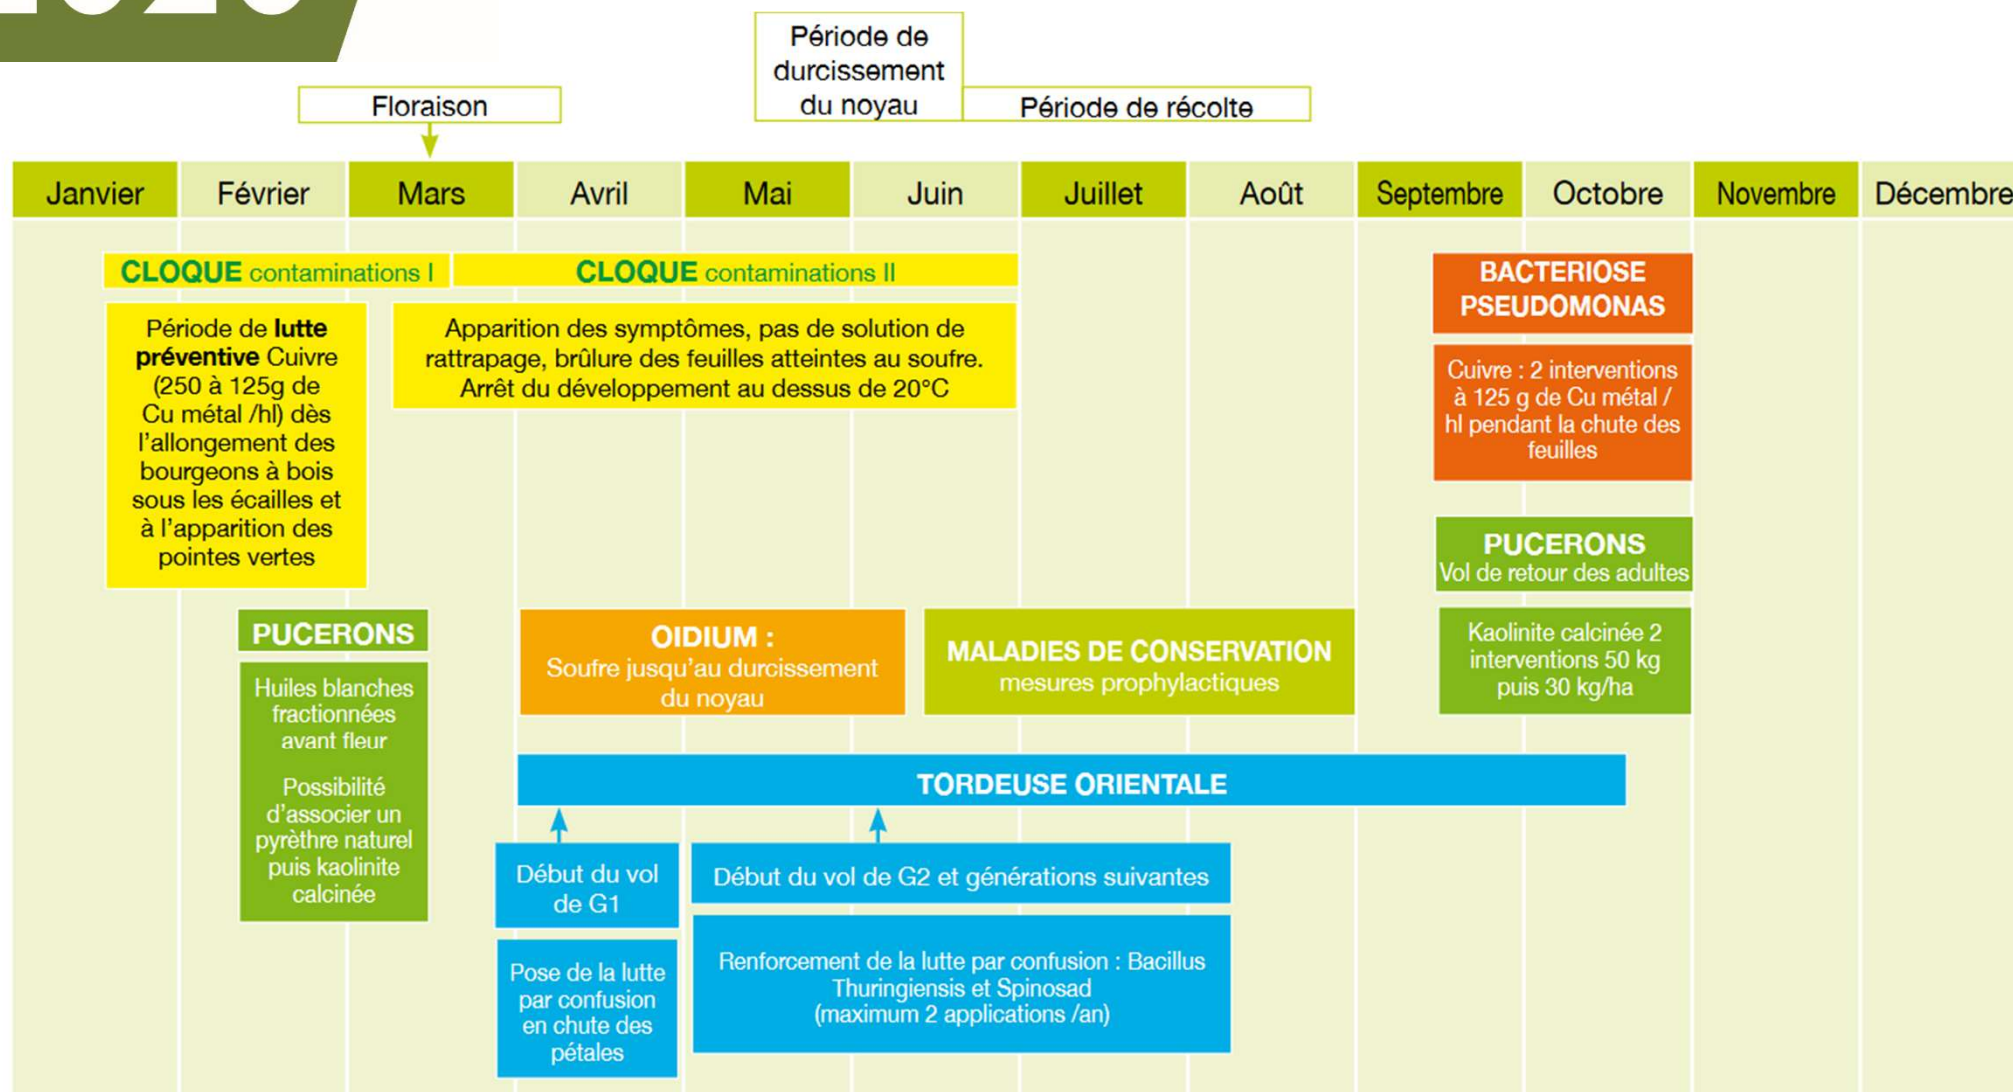 Période de
durcissement
du noyau
Floraison
Période de récolte
Janvier
Février
Mars
Avril
Mai
Juin
Juillet
Août
Septembre
Octobre
Novembre
Décembre
CLOQUE contaminations I
CLOQUE contaminations II
Période de lutte
préventive Cuivre
(250 à 125g de
Cu métal /hl) dès
l'allongement des
bourgeons à bois
sous les écailles et
à l'apparition des
pointes vertes
Apparition des symptômes, pas de solution de
rattrapage, brûlure des feuilles atteintes au soufre.
Arrêt du développement au dessus de 20°C
BACTERIOSE
PSEUDOMONAS
Cuivre : 2 interventions
à 125 g de Cu métal /
hl pendant la chute des
feuilles
PUCERONS
Vol de retour des adultes
Kaolinite calcinée 2
interventions 50 kg
puis 30 kg/ha
PUCERONS
Huiles blanches
fractionnées
avant fleur
Possibilité
d'associer un
pyrèthre naturel
puis kaolinite
calcinée
OIDIUM :
Soufre jusqu'au durcissement
du noyau
MALADIES DE CONSERVATION
mesures prophylactiques
TORDEUSE ORIENTALE
Début du vol
de G1
Début du vol de G2 et générations suivantes
Pose de la lutte
par confusion
en chute des
pétales
Renforcement de la lutte par confusion : Bacillus
Thuringiensis et Spinosad
(maximum 2 applications /an)